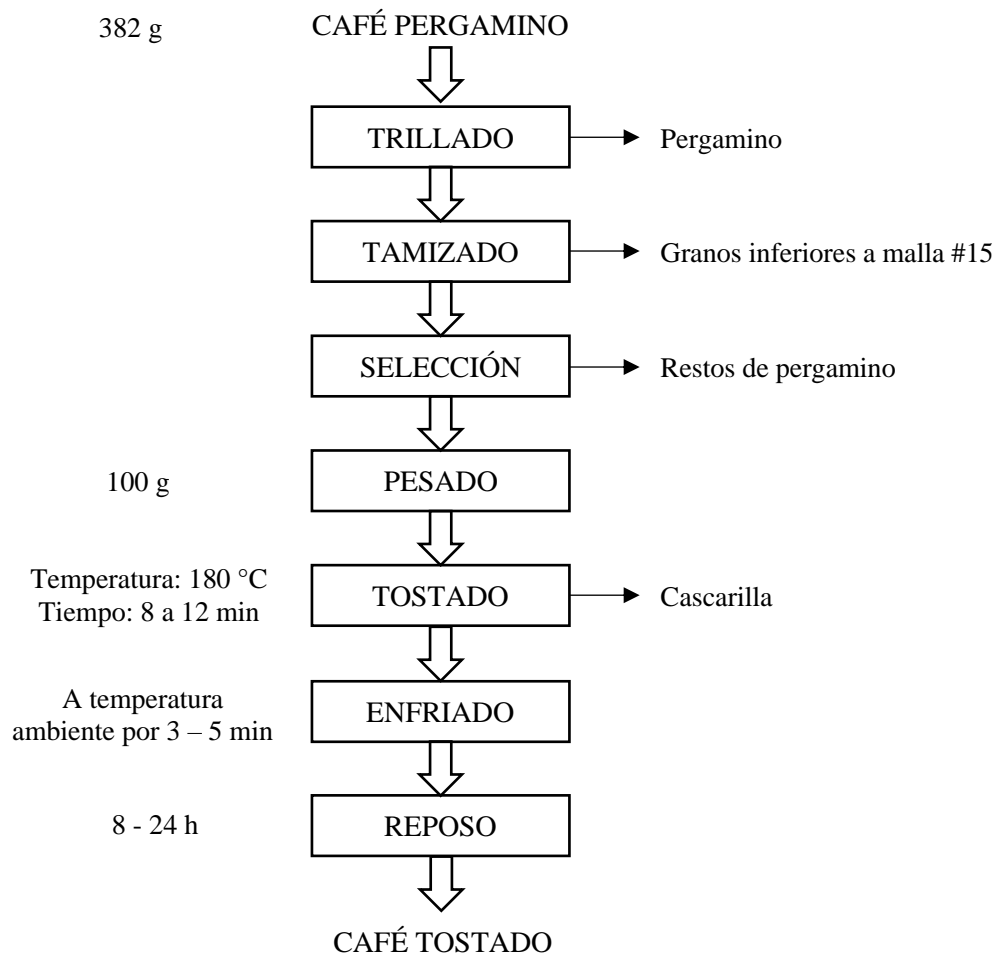 382 g
CAFÉ PERGAMINO
TRILLADO
Pergamino
TAMIZADO
Granos inferiores a malla #15
SELECCIÓN
Restos de pergamino
100 g
PESADO
Temperatura: 180 °C
Tiempo: 8 a 12 min
TOSTADO
Cascarilla
A temperatura
ambiente por 3 – 5 min
ENFRIADO
8 - 24 h
REPOSO
CAFÉ TOSTADO